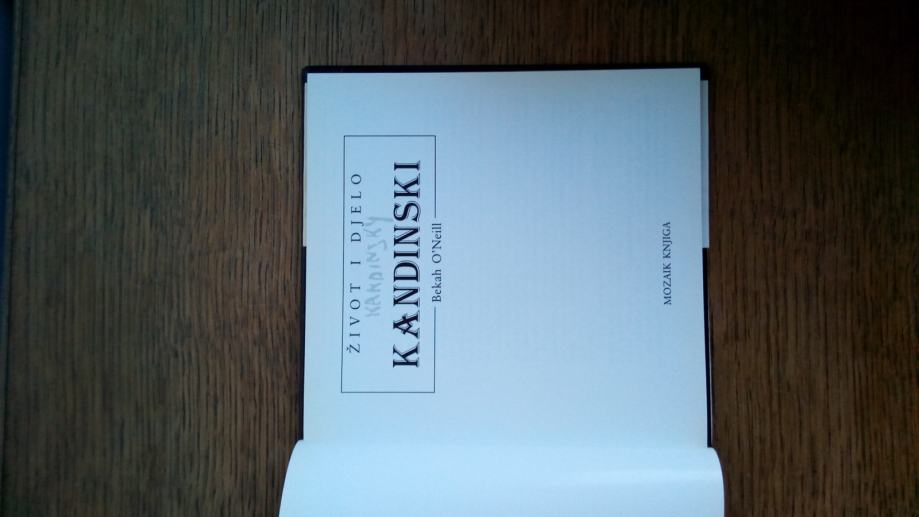 ŽIVOT I DJELO
KANDINSKY
KANDINSKI
Bekah O'Neill
MOZAIK KNJIGA